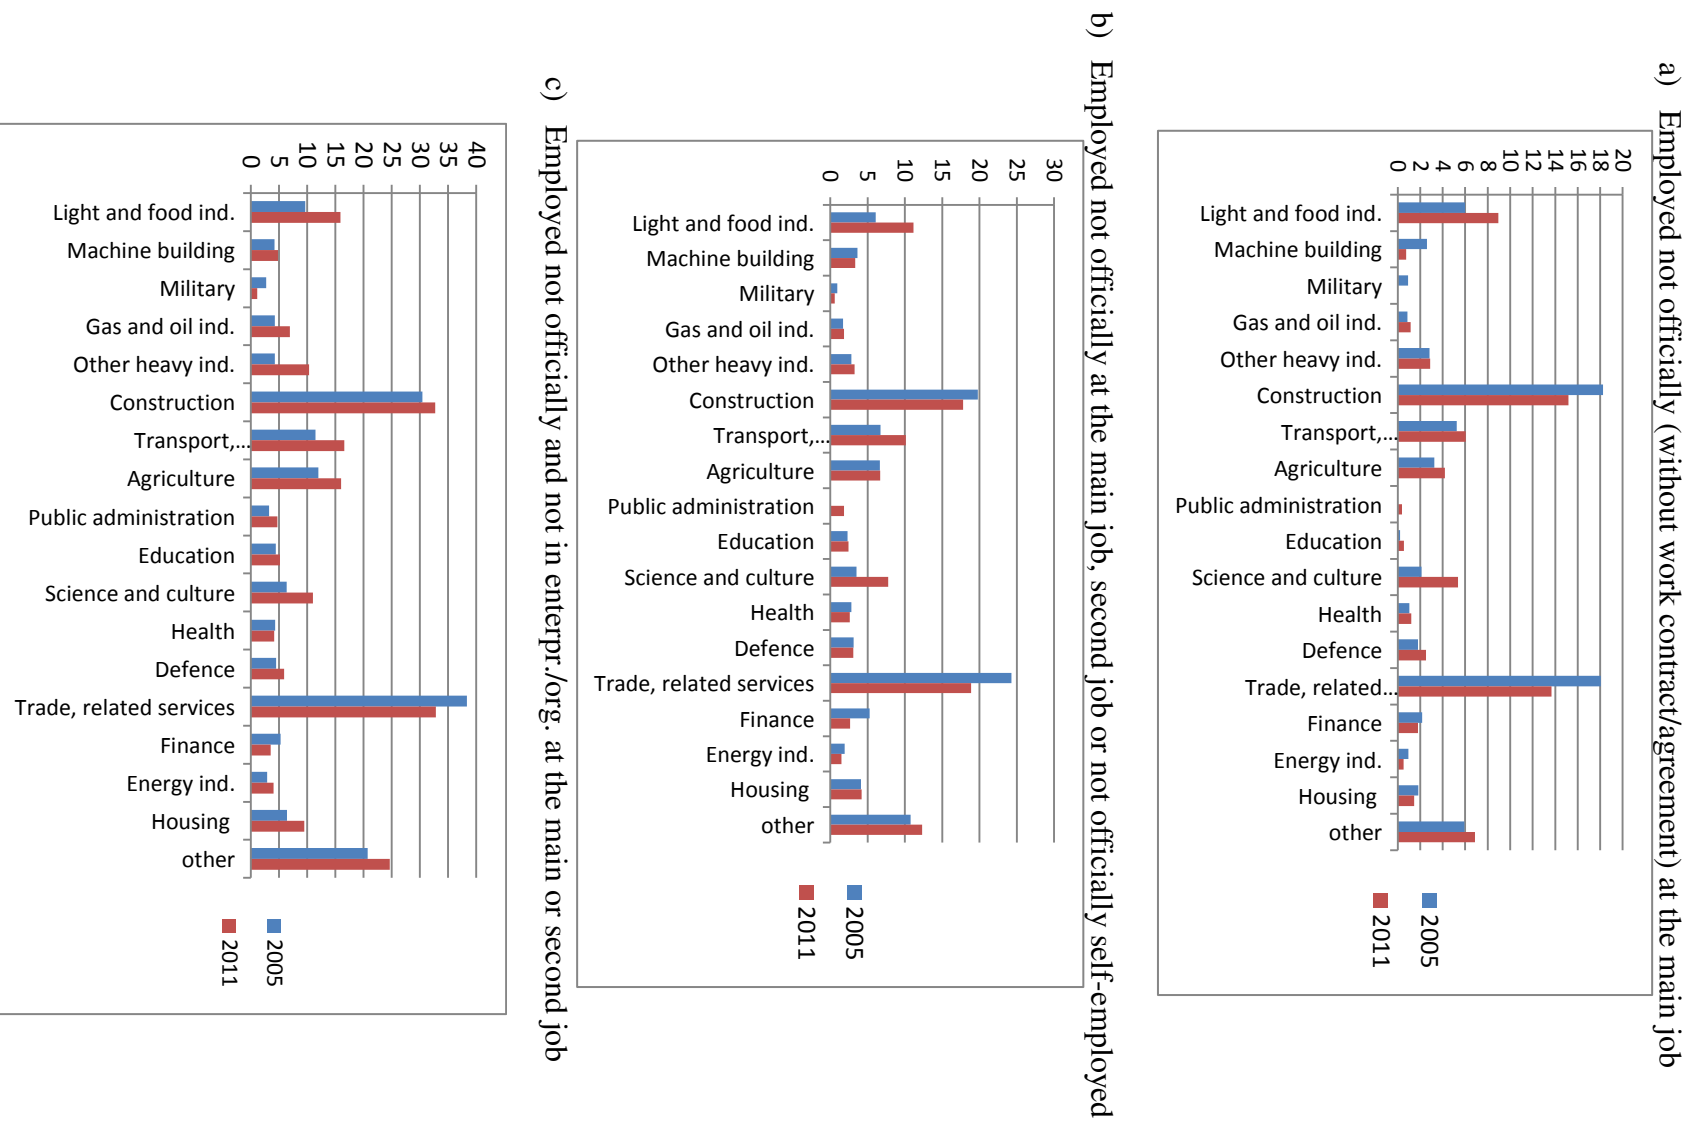 a) Employed not officially (without work contract/agreement) at the main job
20
18
16
14
12
10
8
6
4
2
0
Light and food ind.
Machine building
Military
Gas and oil ind.
Other heavy ind.
Construction
Transport,...
Agriculture
Public administration
Education
Science and culture
Health
Defence
Trade, related...
Finance
Energy ind.
Housing
other
2005
2011
b) Employed not officially at the main job, second job or not officially self-employed
30
25
20
15
10
5
0
Light and food ind.
Machine building
Military
Gas and oil ind.
Other heavy ind.
Construction
Transport,...
Agriculture
Public administration
Education
Science and culture
Health
Defence
Trade, related services
Finance
Energy ind.
Housing
other
2005
2011
c) Employed not officially and not in enterpr./org. at the main or second job
40
35
30
25
20
15
10
5
0
Light and food ind.
Machine building
Military
Gas and oil ind.
Other heavy ind.
Construction
Transport,...
Agriculture
Public administration
Education
Science and culture
Health
Defence
Trade, related services
Finance
Energy ind.
Housing
other
2005
2011